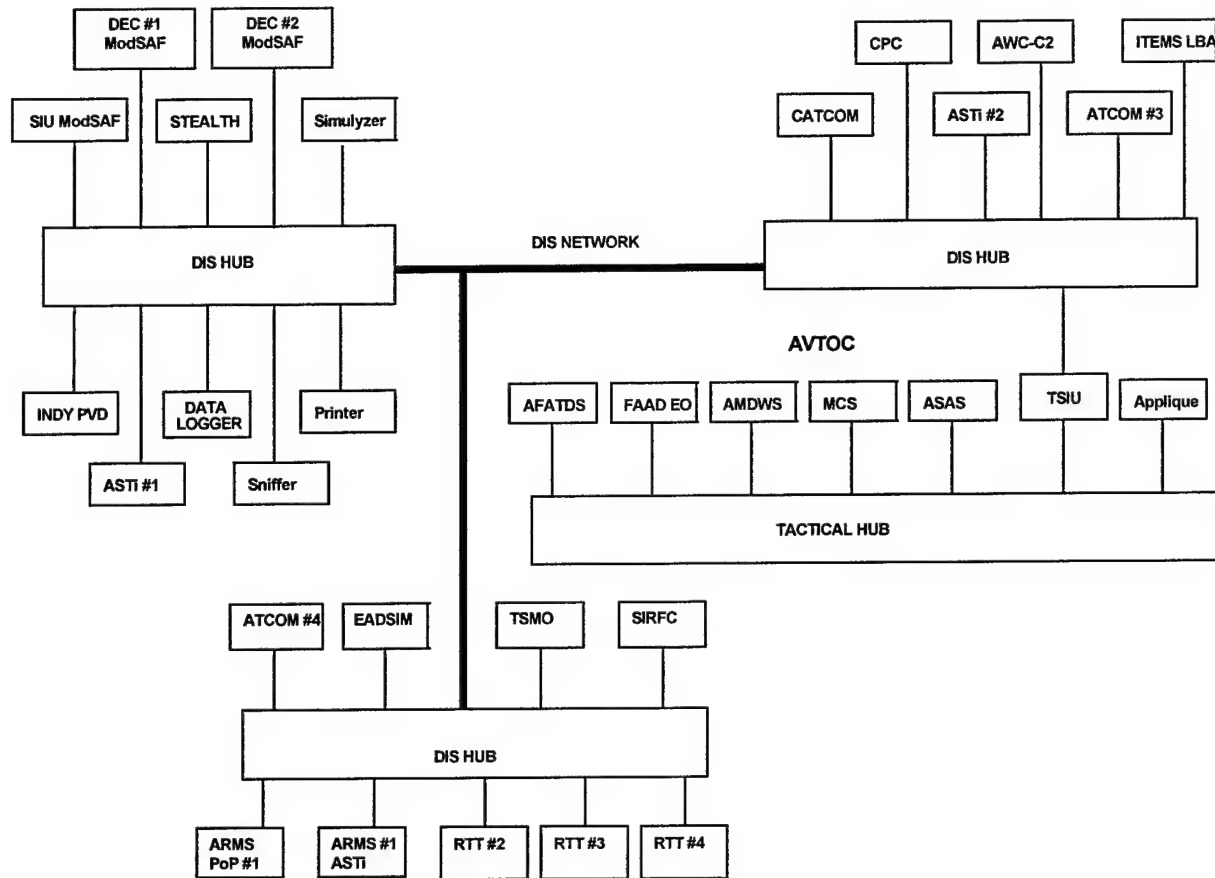 DEC #1
ModSAF
DEC #2
ModSAF
CPC
AWC-C2
ITEMS LBA
SIU ModSAF
STEALTH
Simulyzer
CATCOM
ASTi #2
ATCOM #3
DIS HUB
DIS NETWORK
DIS HUB
AVTOC
INDY PVD
DATA
LOGGER
Printer
AFATDS
FAAD EO
AMDWS
MCS
ASAS
TSIU
Applique
ASTi #1
Sniffer
TACTICAL HUB
ATCOM #4
EADSIM
TSMO
SIRFC
DIS HUB
ARMS
PoP #1
ARMS #1
ASTi
RTT #2
RTT #3
RTT #4